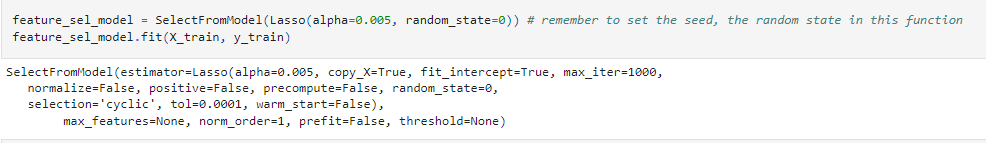 feature_sel_model = SelectFromModel(Lasso(alpha=0.005, random_state=0)) # remember to set the seed, the random state in this function
feature_sel_model.fit(X_train, y_train)
SelectFromModel(estimator=Lasso(alpha=0.005, copy_X=True, fit_intercept=True, max_iter=1000,
   normalize=False, positive=False, precompute=False, random_state=0,
   selection='cyclic', tol=0.0001, warm_start=False),
        max_features=None, norm_order=1, prefit=False, threshold=None)